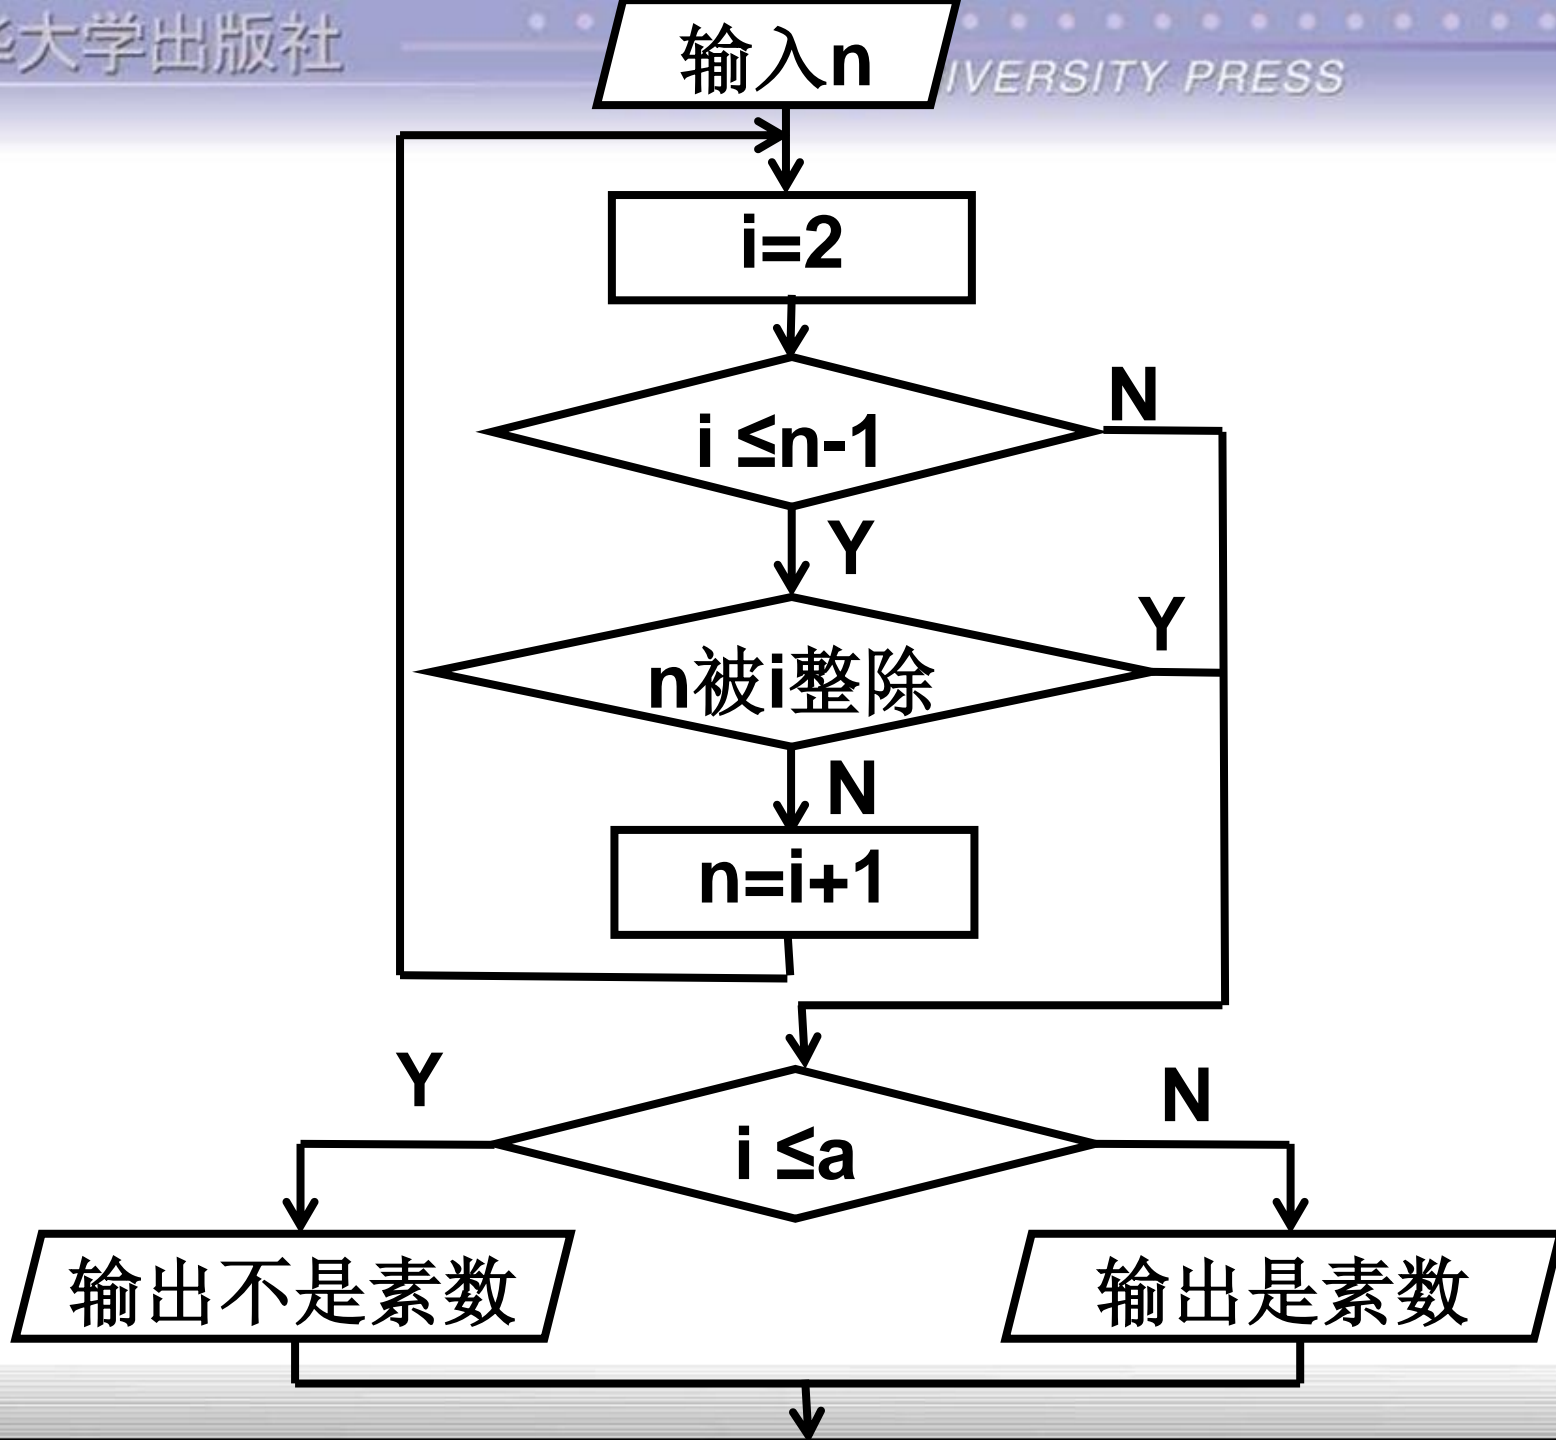 大学出版社
输入n
IVERSITY PRESS
i=2
i ≤n-1
N
Y
n被i整除
Y
N
n=i+1
Y
i ≤a
N
输出不是素数
输出是素数